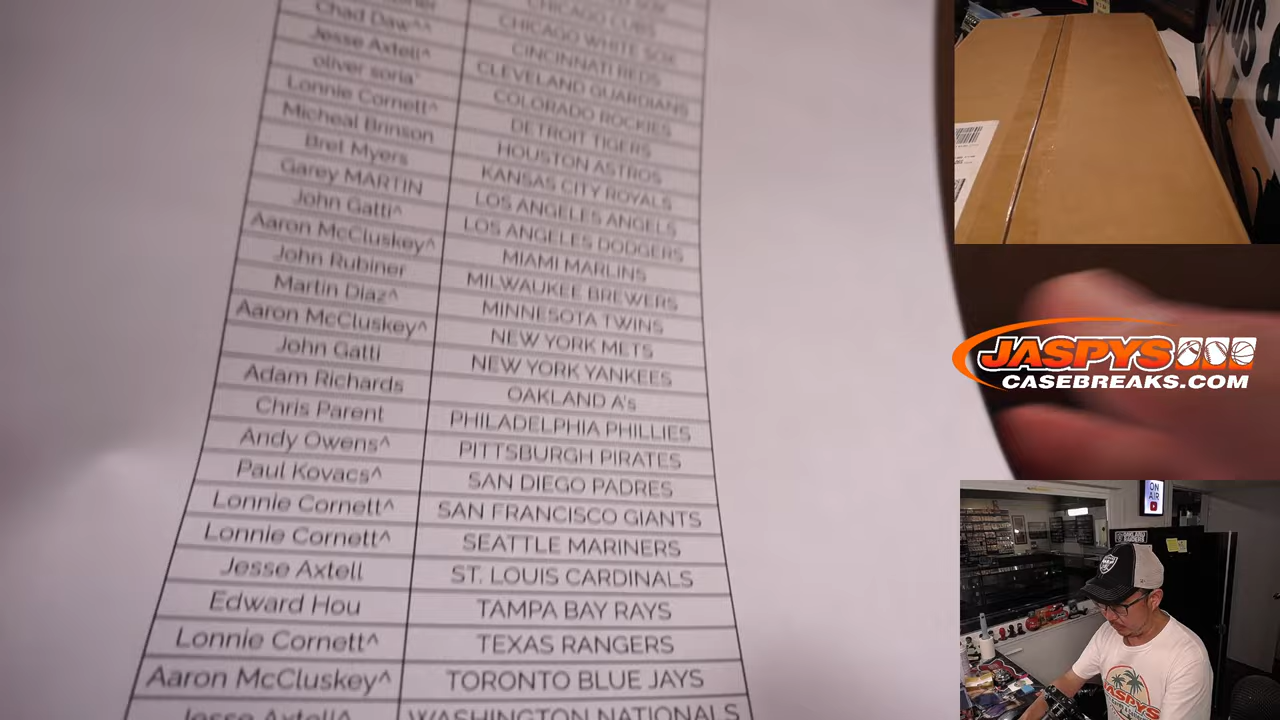 CHICAGO CUBS
CHICAGO WHITE SOX
Chad Daw^^ CINCINNATI REDS
Jesse Axtell^ CLEVELAND GUARDIANS
oliver soria^ COLORADO ROCKIES
Lonnie Cornett^ DETROIT TIGERS
Micheal Brinson HOUSTON ASTROS
Bret Myers KANSAS CITY ROYALS
Garey MARTIN LOS ANGELES ANGELS
John Gatti^ LOS ANGELES DODGERS
Aaron McCluskey^ MIAMI MARLINS
John Rubiner MILWAUKEE BREWERS
Martin Diaz^ MINNESOTA TWINS
Aaron McCluskey^ NEW YORK METS
John Gatti NEW YORK YANKEES
Adam Richards OAKLAND A's
Chris Parent PHILADELPHIA PHILLIES
Andy Owens^ PITTSBURGH PIRATES
Paul Kovacs^ SAN DIEGO PADRES
Lonnie Cornett^ SAN FRANCISCO GIANTS
Lonnie Cornett^ SEATTLE MARINERS
Jesse Axtell ST. LOUIS CARDINALS
Edward Hou TAMPA BAY RAYS
Lonnie Cornett^ TEXAS RANGERS
Aaron McCluskey^ TORONTO BLUE JAYS
Jesse Axtell^ WASHINGTON NATIONALS
JASPYS
CASEBREAKS.COM
ON
AIR
JASPYS